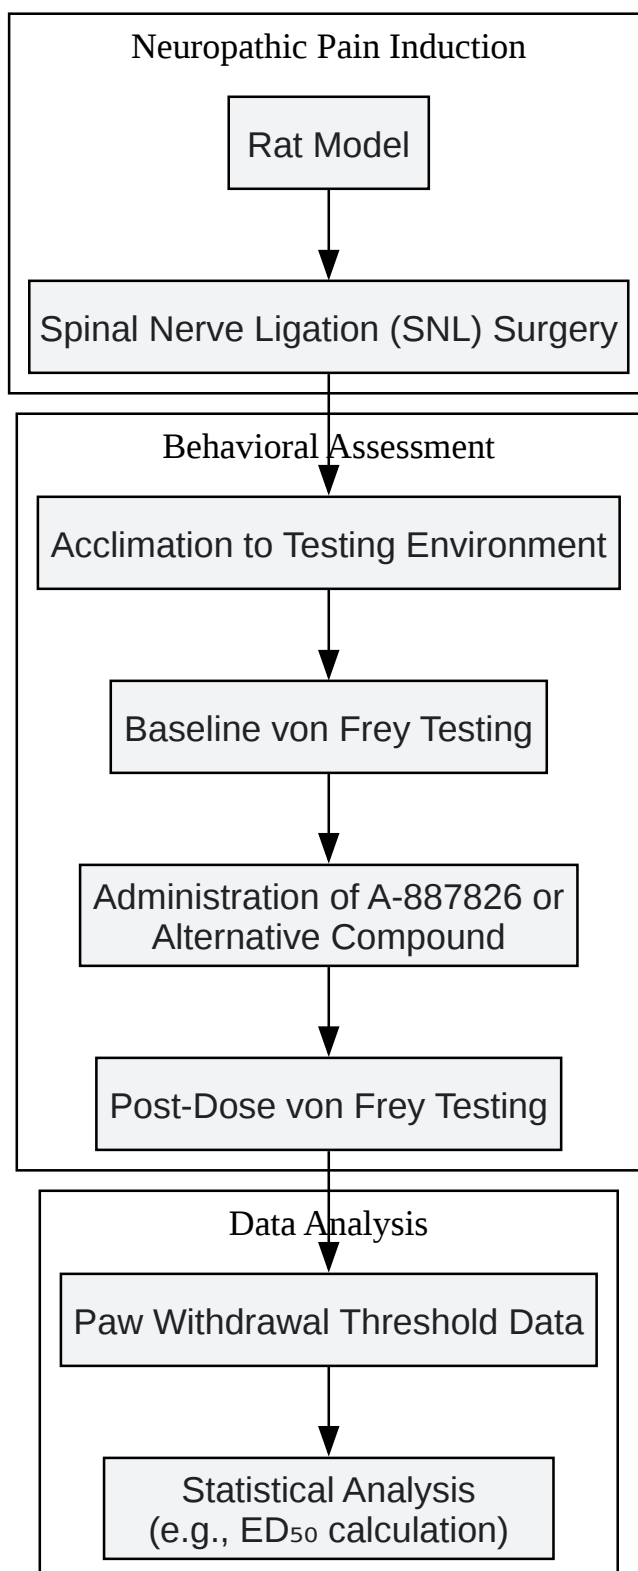 Neuropathic Pain Induction
Rat Model
Spinal Nerve Ligation (SNL) Surgery
Behavioral Assessment
Acclimation to Testing Environment
Baseline von Frey Testing
Administration of A-887826 or
Alternative Compound
Post-Dose von Frey Testing
Data Analysis
Paw Withdrawal Threshold Data
Statistical Analysis
(e.g., ED₅₀ calculation)